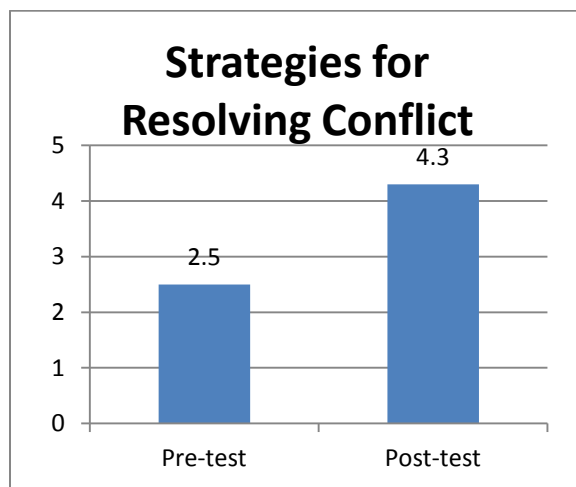 Strategies for
Resolving Conflict
5
4.3
4
3
2.5
2
1
0
Pre-test Post-test